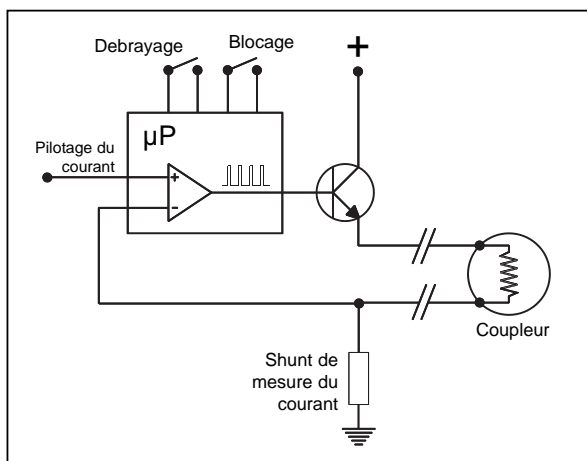 Debrayage
Blocage
+
µP
Pilotage du
courant
+
-
Coupleur
Shunt de
mesure du
courant